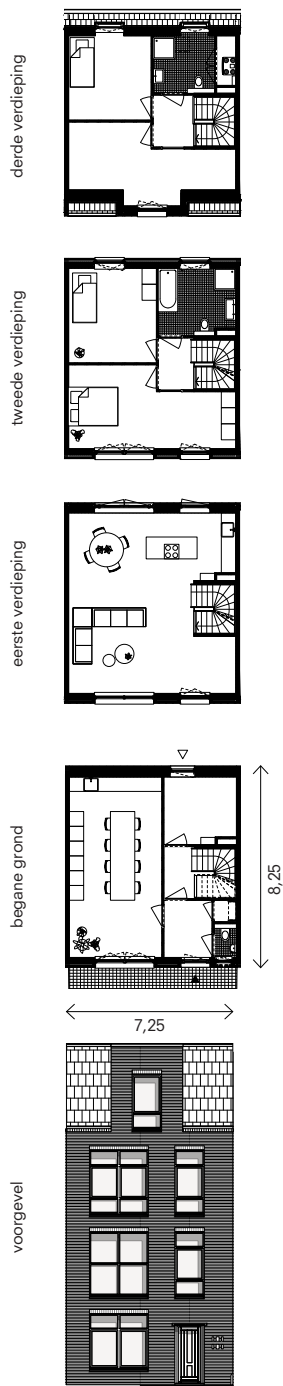 derde verdieping
tweede verdieping
eerste verdieping
begane grond
8,25
7,25
voorgevel